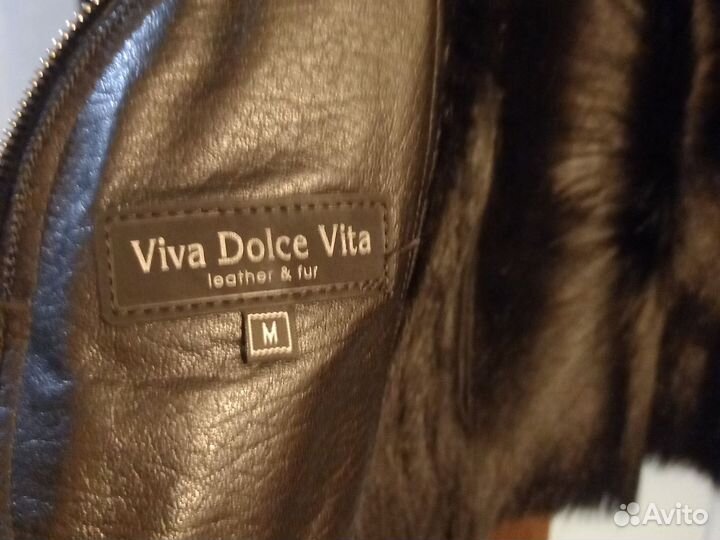 Viva Dolce Vita
leather & fur
M
Avito